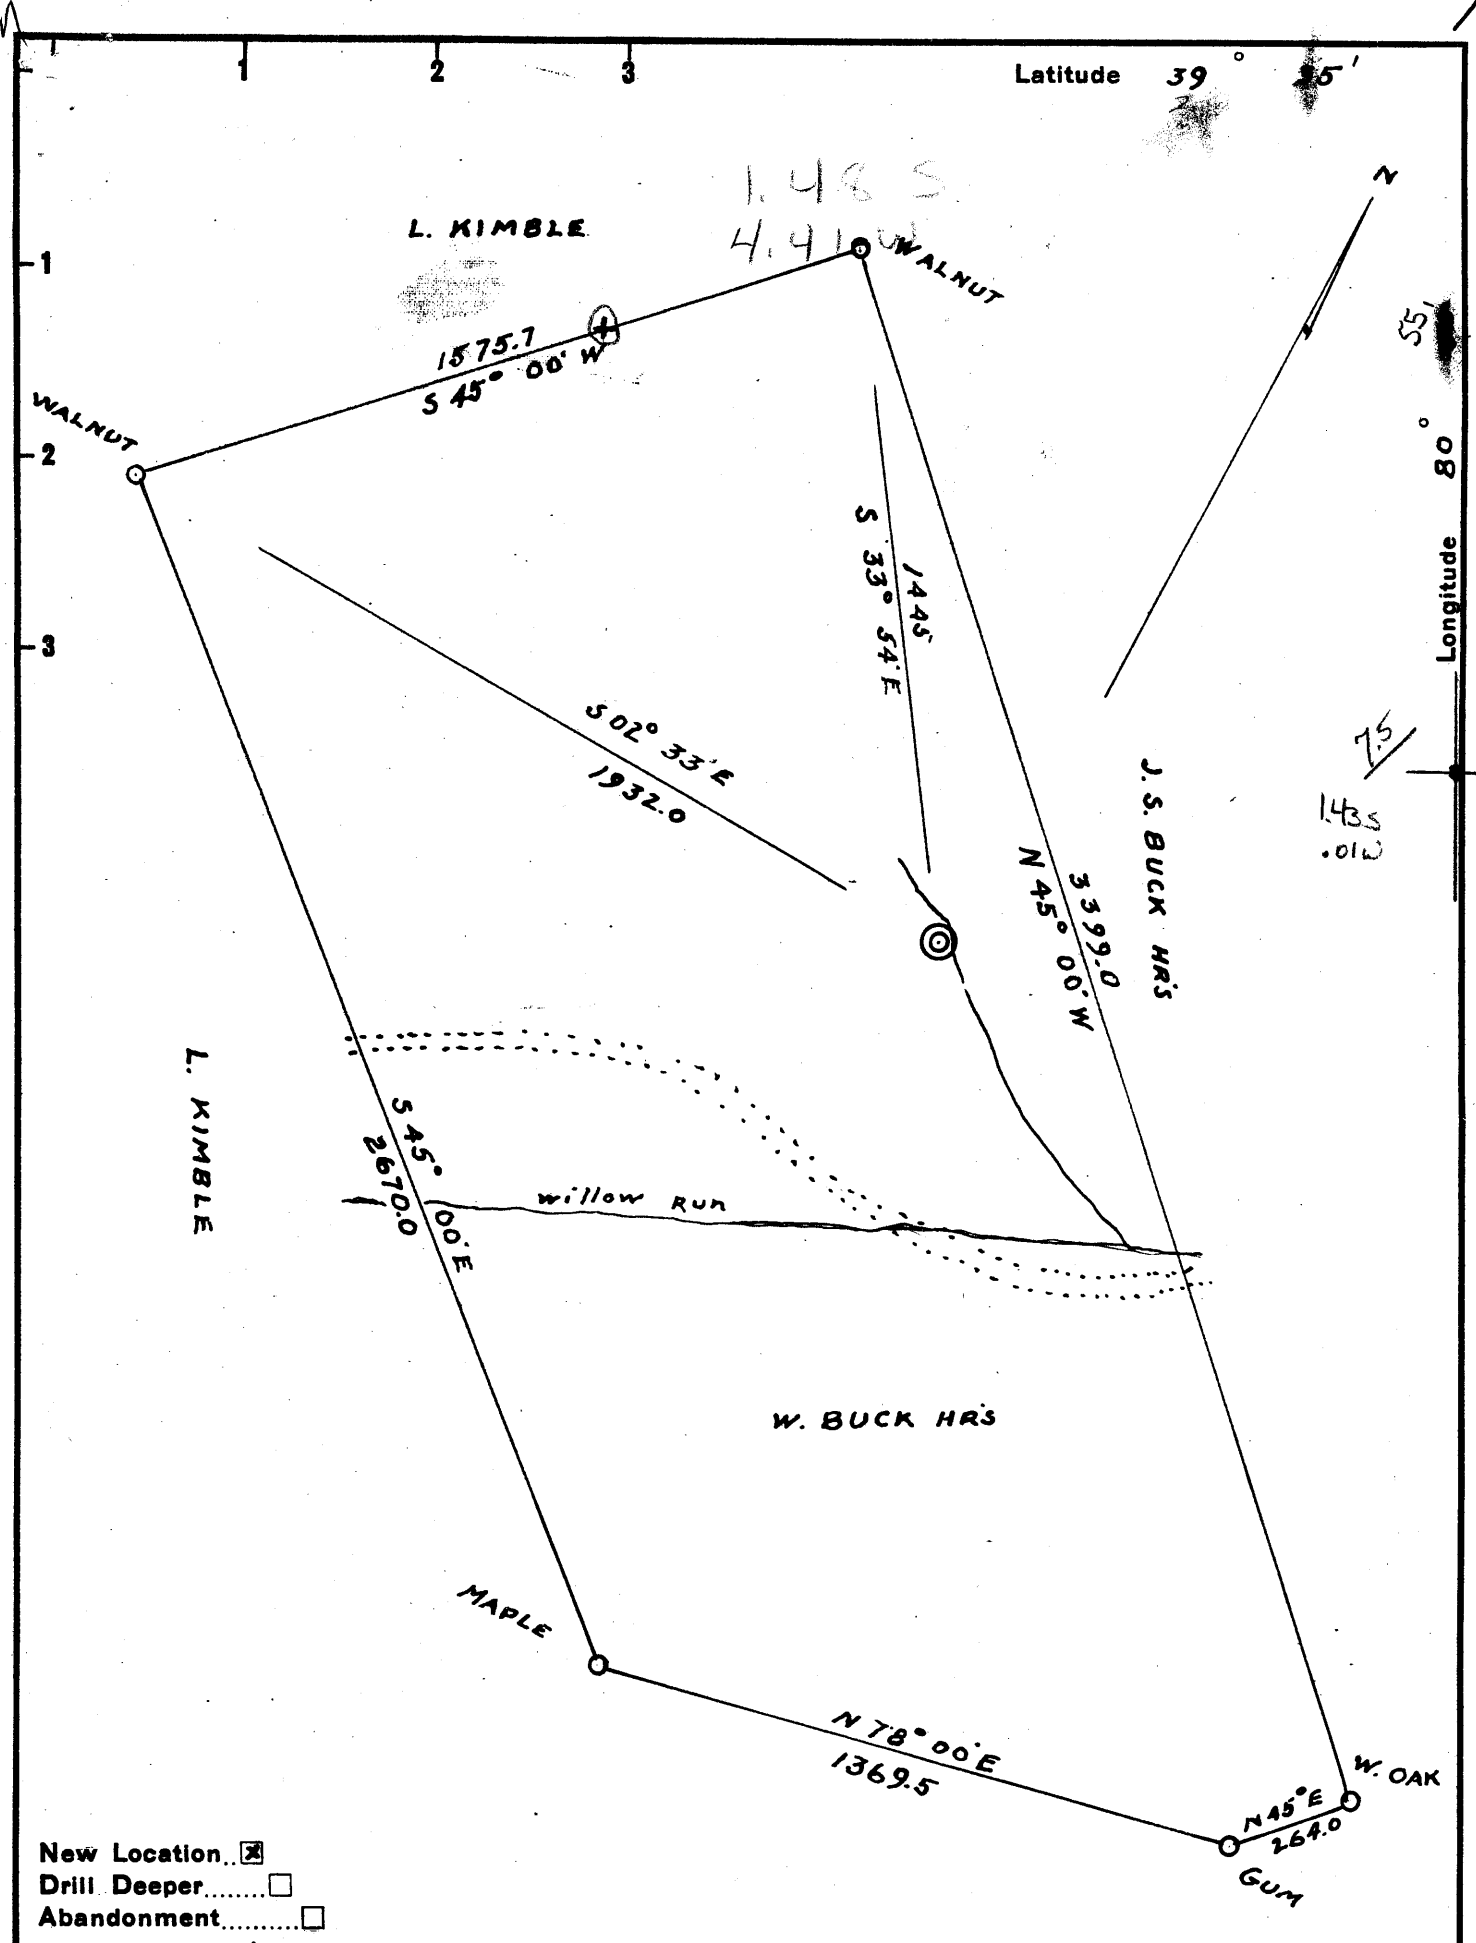 1 2 3
Latitude 39° 55'
N
1.48 S
4.41 W
L. KIMBLE
WALNUT
1
1575.7
S 45° 00' W
55'
WALNUT
2
80°
Longitude
3
S 33° 54' E
1445
S 02° 33' E
1932.0
7.5
1.43 S
.01 W
J. S. BUCK HR'S
3399.0
N 45° 00' W
L. KIMBLE
S 45° 00' E
2670.0
Willow Run
W. BUCK HR'S
MAPLE
N 78° 00' E
1369.5
W. OAK
N 45° E
264.0
GUM
New Location..
Drill Deeper........
Abandonment..........